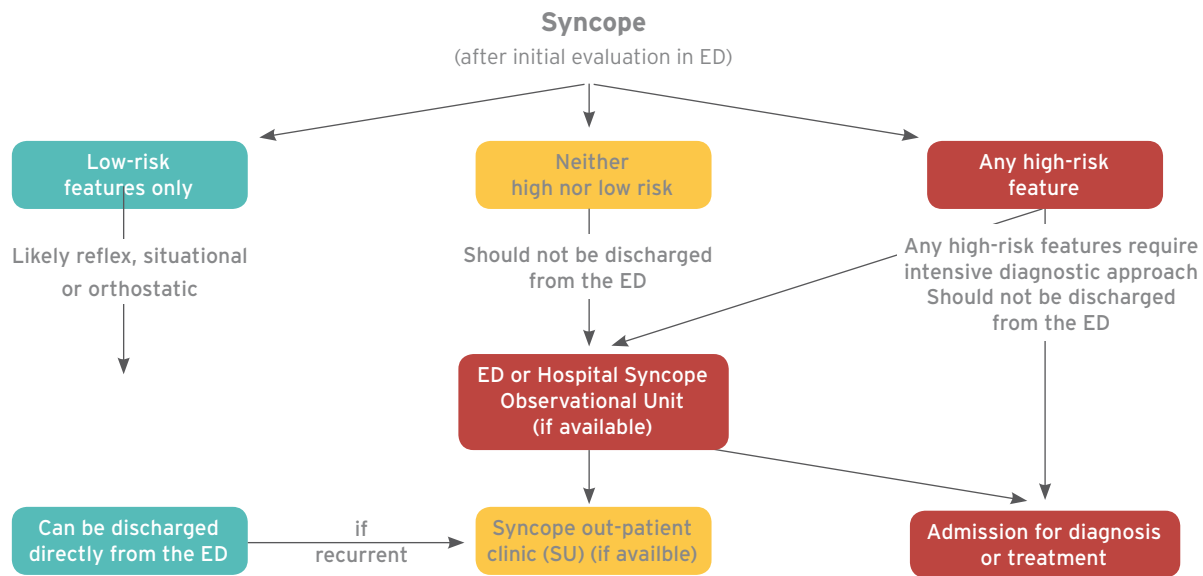 Syncope
(after initial evaluation in ED)
Low-risk
features only
Neither
high nor low risk
Any high-risk
feature
Likely reflex, situational
or orthostatic
Should not be discharged
from the ED
Any high-risk features require
intensive diagnostic approach
Should not be discharged
from the ED
ED or Hospital Syncope
Observational Unit
(if available)
Can be discharged
directly from the ED
if
recurrent
Syncope out-patient
clinic (SU) (if availble)
Admission for diagnosis
or treatment